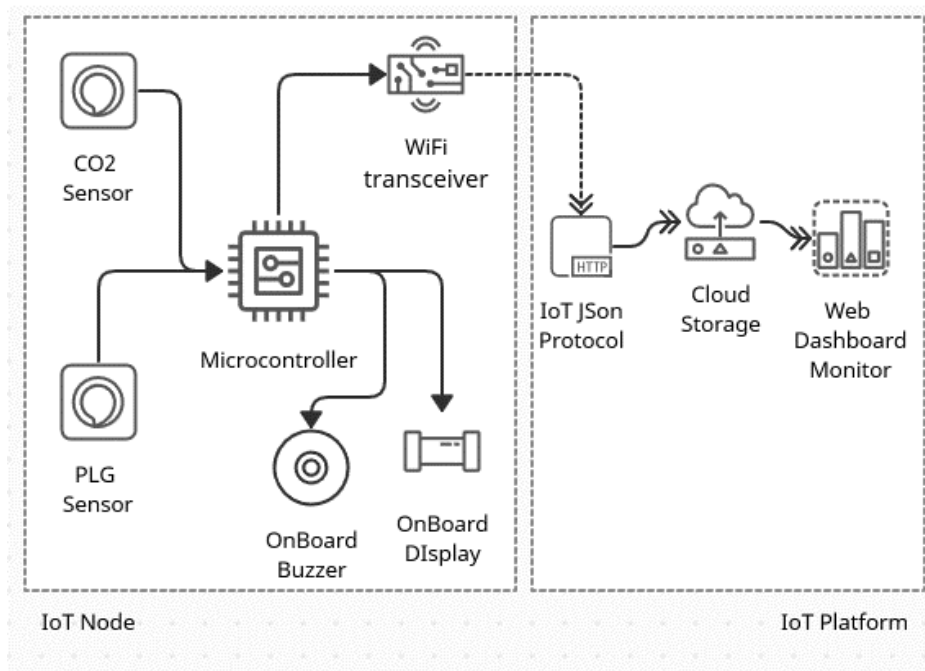 CO2
Sensor
WiFi
transceiver
HTTP
IoT JSon
Protocol
Cloud
Storage
Web
Dashboard
Monitor
Microcontroller
PLG
Sensor
OnBoard
Buzzer
OnBoard
DIsplay
IoT Node
IoT Platform